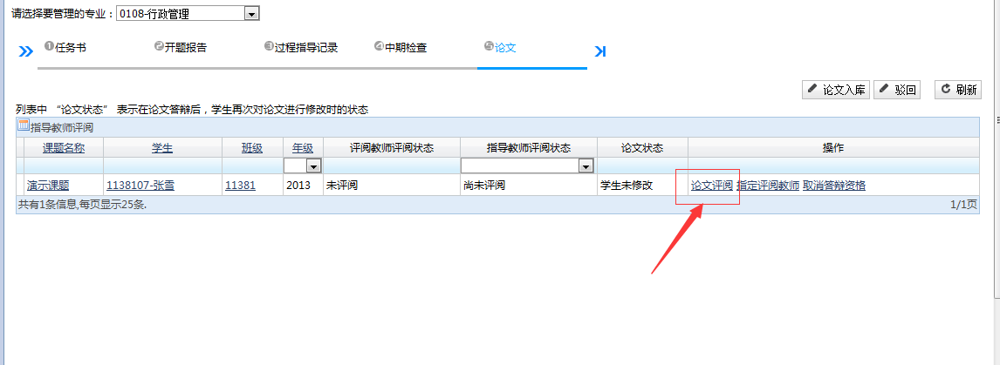 请选择要管理的专业：0108-行政管理
1任务书 2开题报告 3过程指导记录 4中期检查 5论文
论文入库 驳回 刷新
列表中 “论文状态” 表示在论文答辩后，学生再次对论文进行修改时的状态
指导教师评阅
课题名称 学生 班级 年级 评阅教师评阅状态 指导教师评阅状态 论文状态 操作
演示课题 1138107-张雪 11381 2013 未评阅 尚未评阅 学生未修改 论文评阅 指定评阅教师 取消答辩资格
共有1条信息,每页显示25条. 1/1页